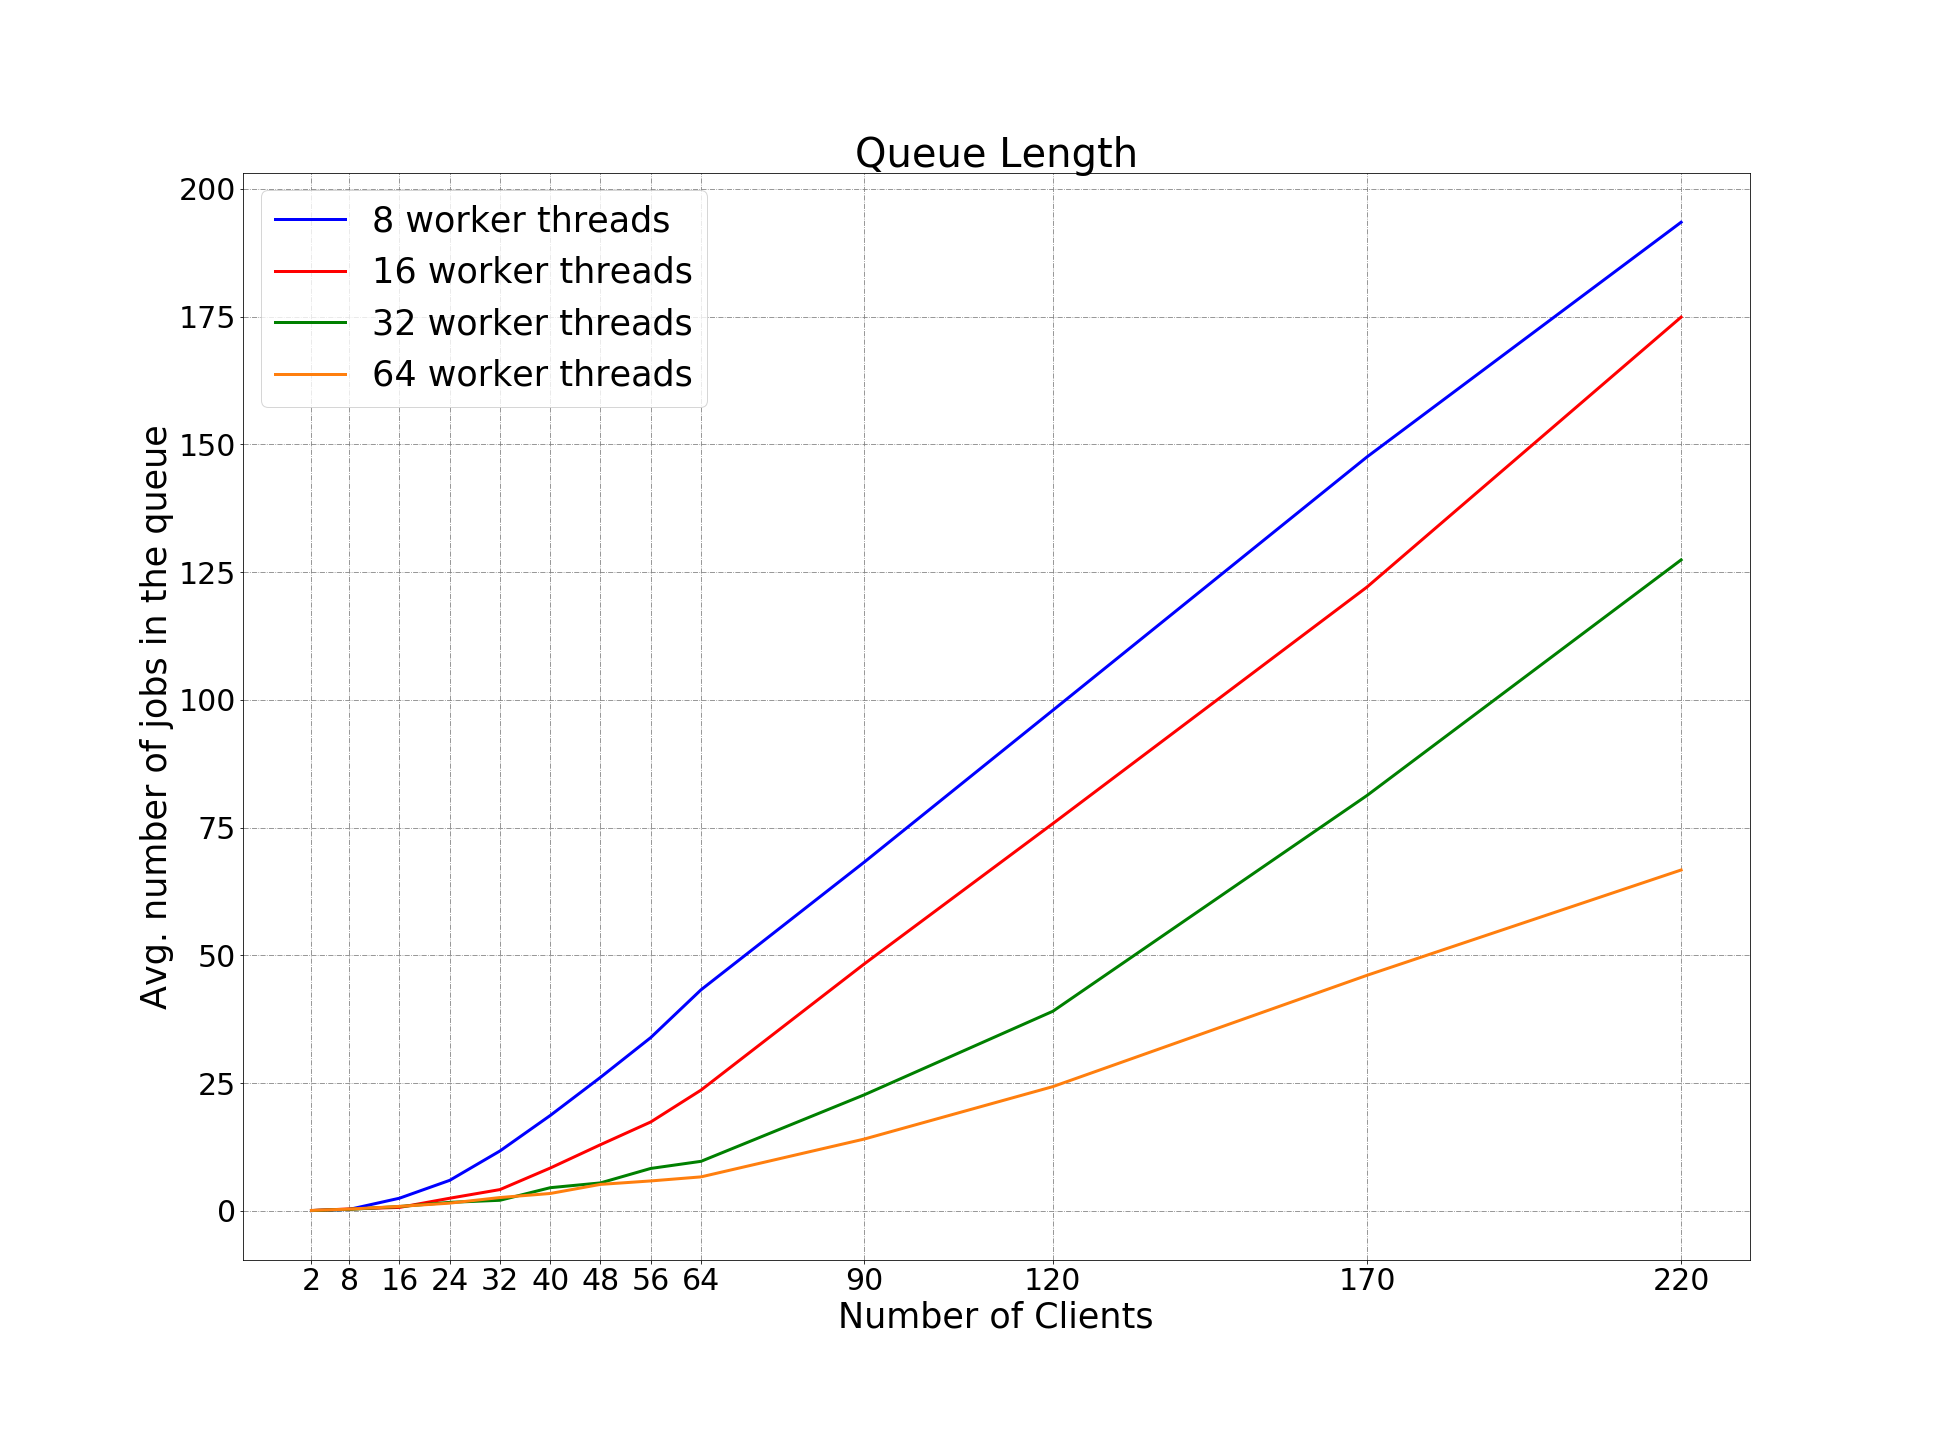 Queue Length
8 worker threads
16 worker threads
32 worker threads
64 worker threads
Avg. number of jobs in the queue
200
175
150
125
100
75
50
25
0
2 8 16 24 32 40 48 56 64 90 120 170 220
Number of Clients